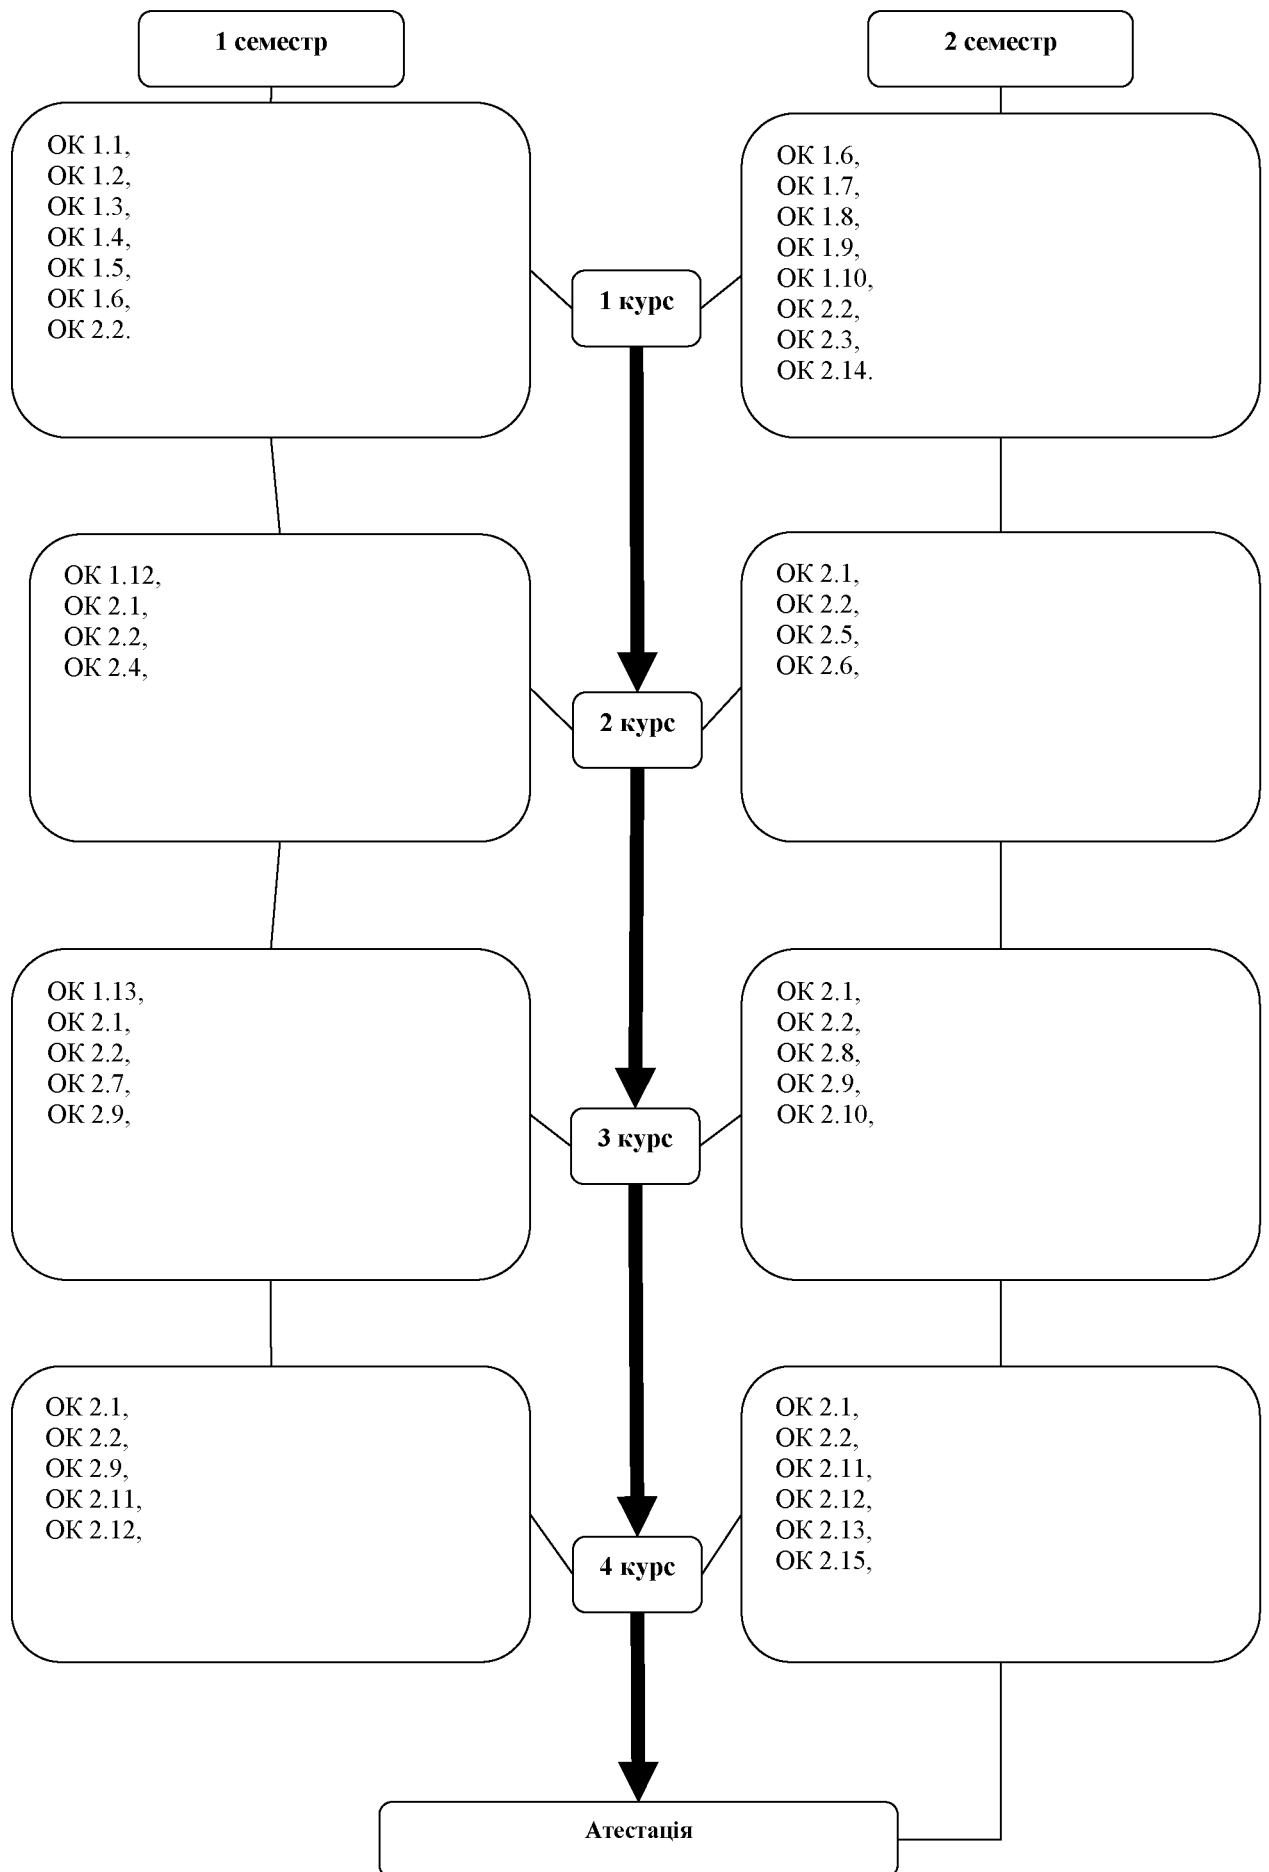 1 семестр
2 семестр
ОК 1.1,
ОК 1.2,
ОК 1.3,
ОК 1.4,
ОК 1.5,
ОК 1.6,
ОК 2.2.
ОК 1.6,
ОК 1.7,
ОК 1.8,
ОК 1.9,
ОК 1.10,
ОК 2.2,
ОК 2.3,
ОК 2.14.
1 курс
ОК 1.12,
ОК 2.1,
ОК 2.2,
ОК 2.4,
ОК 2.1,
ОК 2.2,
ОК 2.5,
ОК 2.6,
2 курс
ОК 1.13,
ОК 2.1,
ОК 2.2,
ОК 2.7,
ОК 2.9,
ОК 2.1,
ОК 2.2,
ОК 2.8,
ОК 2.9,
ОК 2.10,
3 курс
ОК 2.1,
ОК 2.2,
ОК 2.9,
ОК 2.11,
ОК 2.12,
ОК 2.1,
ОК 2.2,
ОК 2.11,
ОК 2.12,
ОК 2.13,
ОК 2.15,
4 курс
Атестація